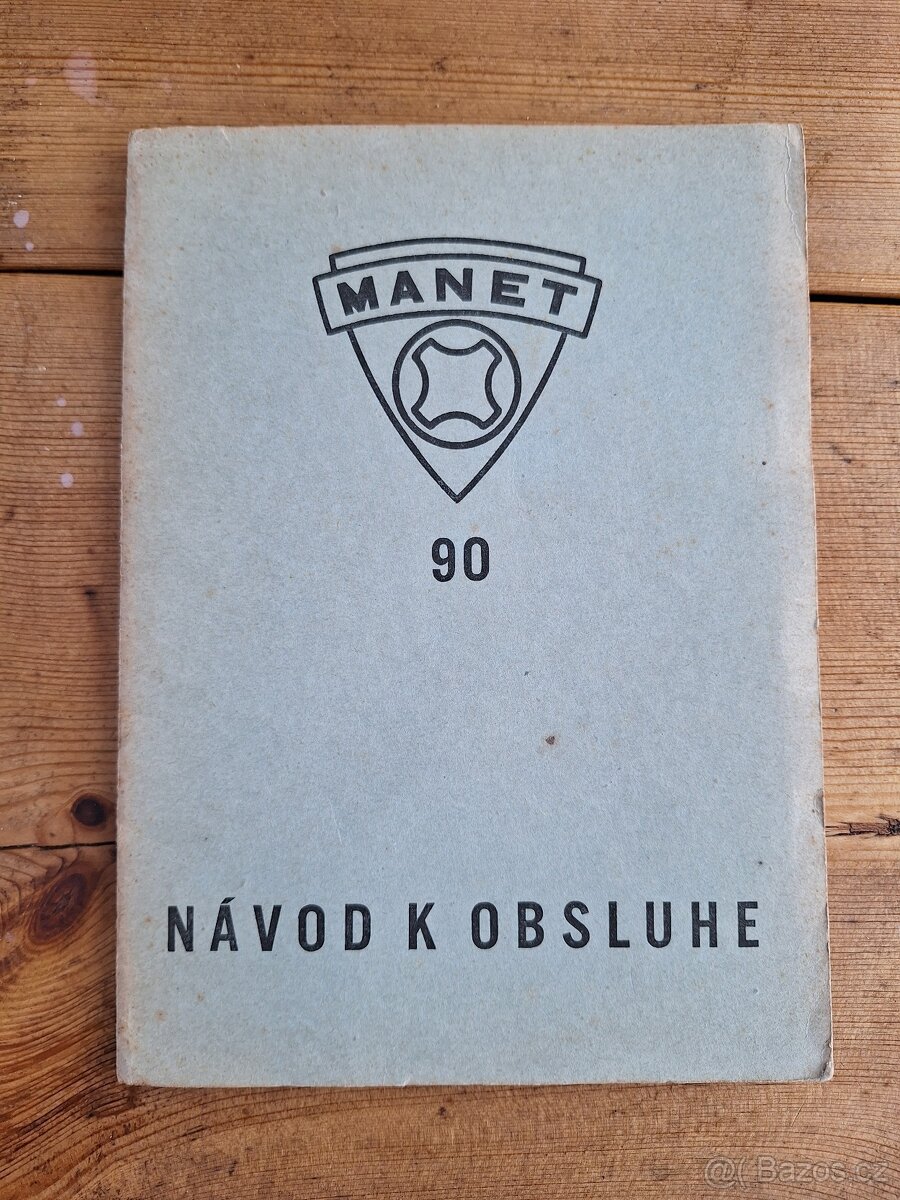 MANET
90
NÁVOD K OBSLUHE
Bazos.cz